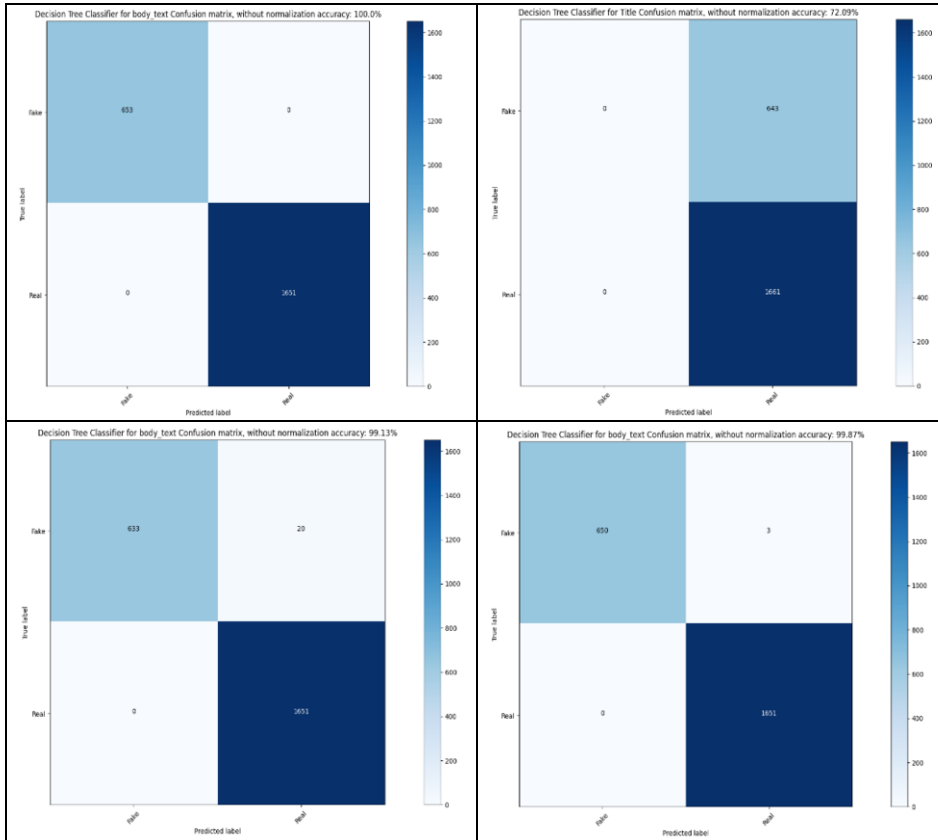 Decision Tree Classifier for body_text Confusion matrix, without normalization accuracy: 100.0%
1600
1400
1200
1000
800
600
400
200
0
Fake
Real
True label
653
0
0
1651
Fake
Real
Predicted label
Decision Tree Classifier for Title Confusion matrix, without normalization accuracy: 72.09%
1600
1400
1200
1000
800
600
400
200
0
Fake
Real
True label
0
643
0
1661
Fake
Real
Predicted label
Decision Tree Classifier for body_text Confusion matrix, without normalization accuracy: 99.13%
1600
1400
1200
1000
800
600
400
200
0
Fake
Real
True label
633
20
0
1651
Fake
Real
Predicted label
Decision Tree Classifier for body_text Confusion matrix, without normalization accuracy: 99.87%
1600
1400
1200
1000
800
600
400
200
0
Fake
Real
True label
650
3
0
1651
Fake
Real
Predicted label